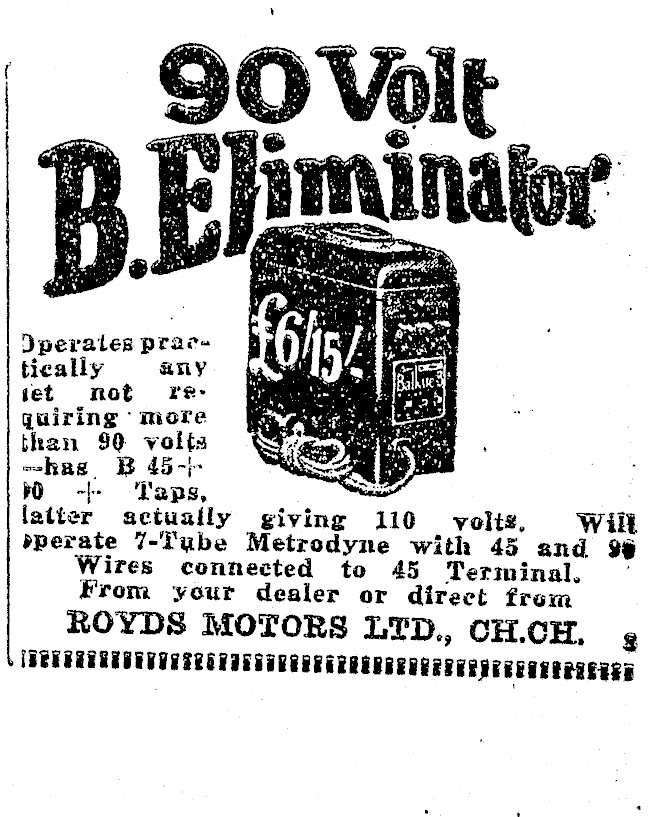 90 Volt
B. Eliminator
£6/15/-
Balkite B
Operates prac-
tically any
set not re-
quiring more
than 90 volts
—has B 45+
90 + Taps,
latter actually giving 110 volts. Will
operate 7-Tube Metrodyne with 45 and 90
Wires connected to 45 Terminal.
From your dealer or direct from
ROYDS MOTORS LTD., CH.CH.